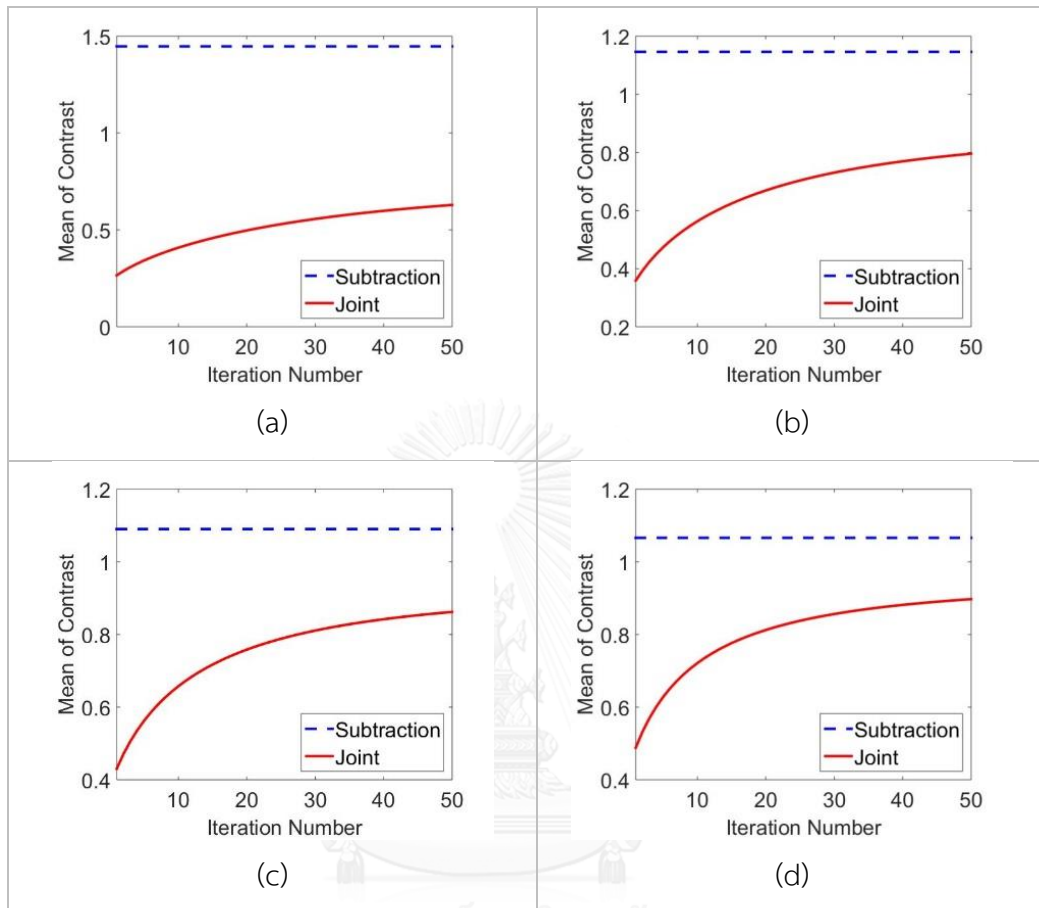 1.5
1
0.5
0
Mean of Contrast
Subtraction
Joint
10 20 30 40 50
Iteration Number
(a)
1.2
1
0.8
0.6
0.4
0.2
Mean of Contrast
Subtraction
Joint
10 20 30 40 50
Iteration Number
(b)
1.2
1
0.8
0.6
0.4
Mean of Contrast
Subtraction
Joint
10 20 30 40 50
Iteration Number
(c)
1.2
1
0.8
0.6
0.4
Mean of Contrast
Subtraction
Joint
10 20 30 40 50
Iteration Number
(d)